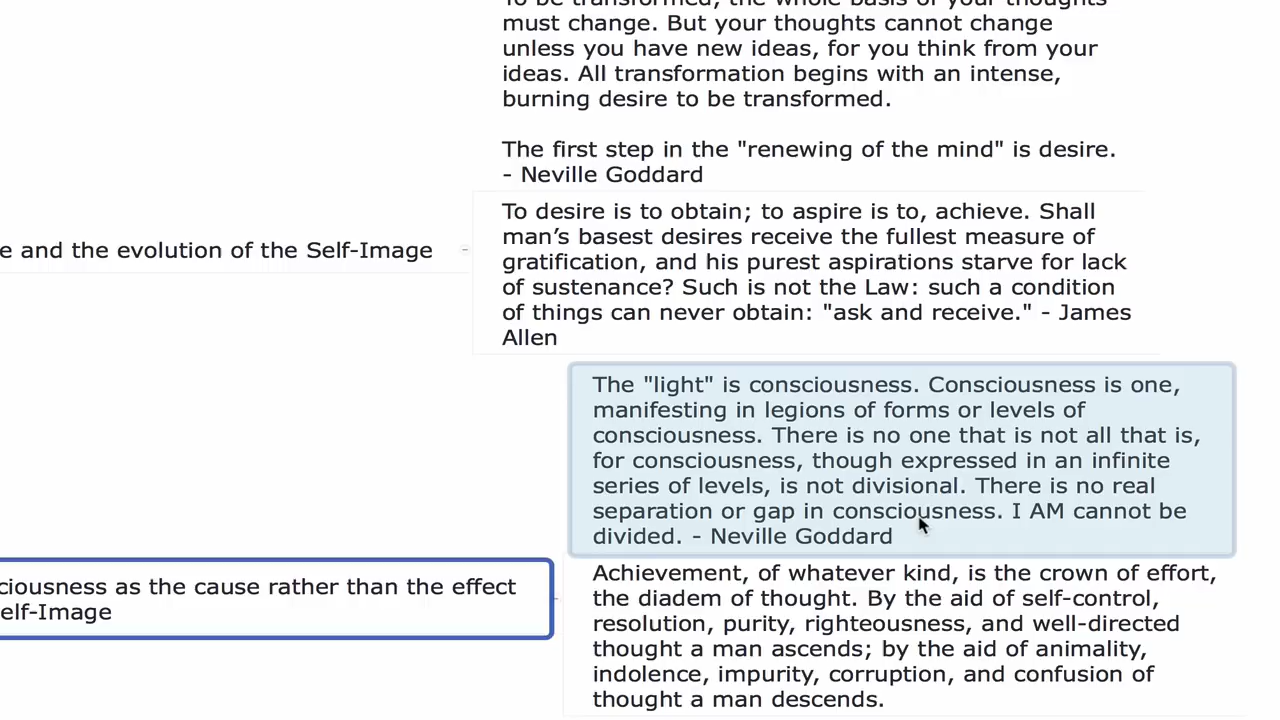 To be transformed, the whole basis of your thoughts
must change. But your thoughts cannot change
unless you have new ideas, for you think from your
ideas. All transformation begins with an intense,
burning desire to be transformed.
The first step in the "renewing of the mind" is desire.
- Neville Goddard
To desire is to obtain; to aspire is to, achieve. Shall
man’s basest desires receive the fullest measure of
gratification, and his purest aspirations starve for lack
of sustenance? Such is not the Law: such a condition
of things can never obtain: "ask and receive." - James
Allen
e and the evolution of the Self-Image
The "light" is consciousness. Consciousness is one,
manifesting in legions of forms or levels of
consciousness. There is no one that is not all that is,
for consciousness, though expressed in an infinite
series of levels, is not divisional. There is no real
separation or gap in consciousness. I AM cannot be
divided. - Neville Goddard
ciousness as the cause rather than the effect
elf-Image
Achievement, of whatever kind, is the crown of effort,
the diadem of thought. By the aid of self-control,
resolution, purity, righteousness, and well-directed
thought a man ascends; by the aid of animality,
indolence, impurity, corruption, and confusion of
thought a man descends.